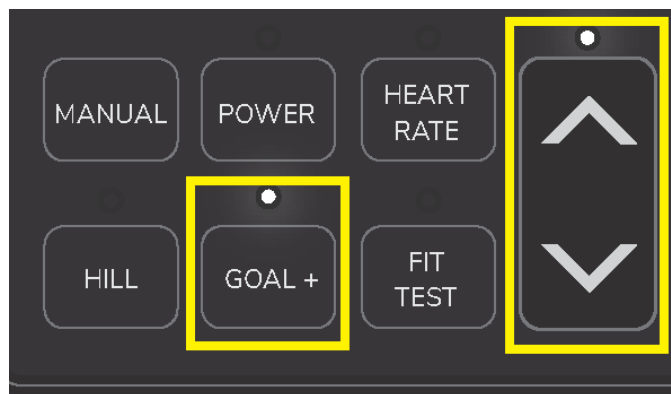 MANUAL
POWER
HEART
RATE
HILL
GOAL +
FIT
TEST